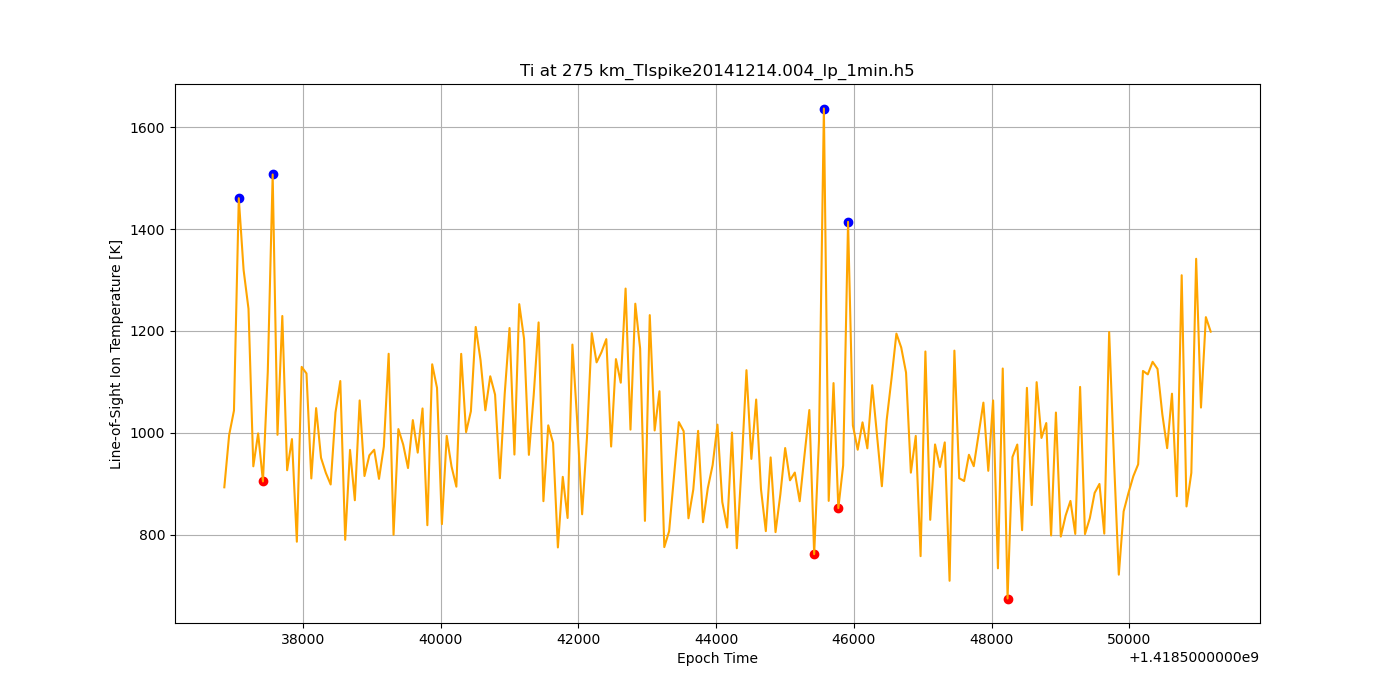 Ti at 275 km_TIspike20141214.004_lp_1min.h5
Line-of-Sight Ion Temperature [K]
1600
1400
1200
1000
800
38000 40000 42000 44000 46000 48000 50000
Epoch Time
+1.4185000000e9